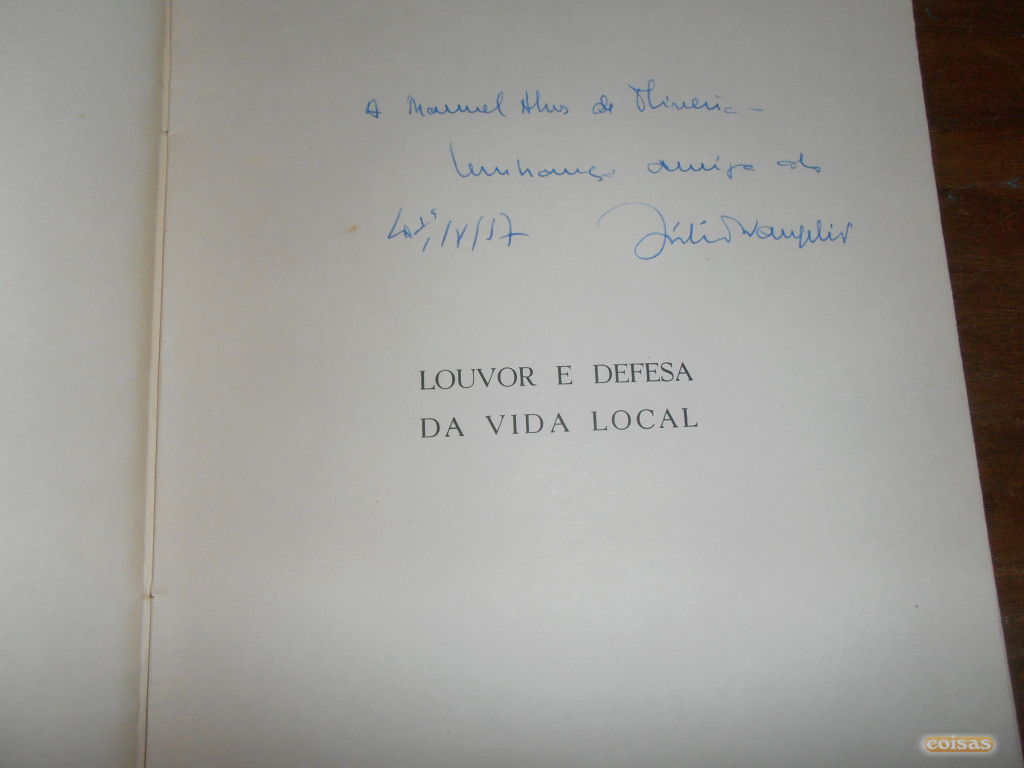 A Manuel Alves de Oliveira —
lembrança amiga do
Júlio Evangelista
LOUVOR E DEFESA
DA VIDA LOCAL
coisas